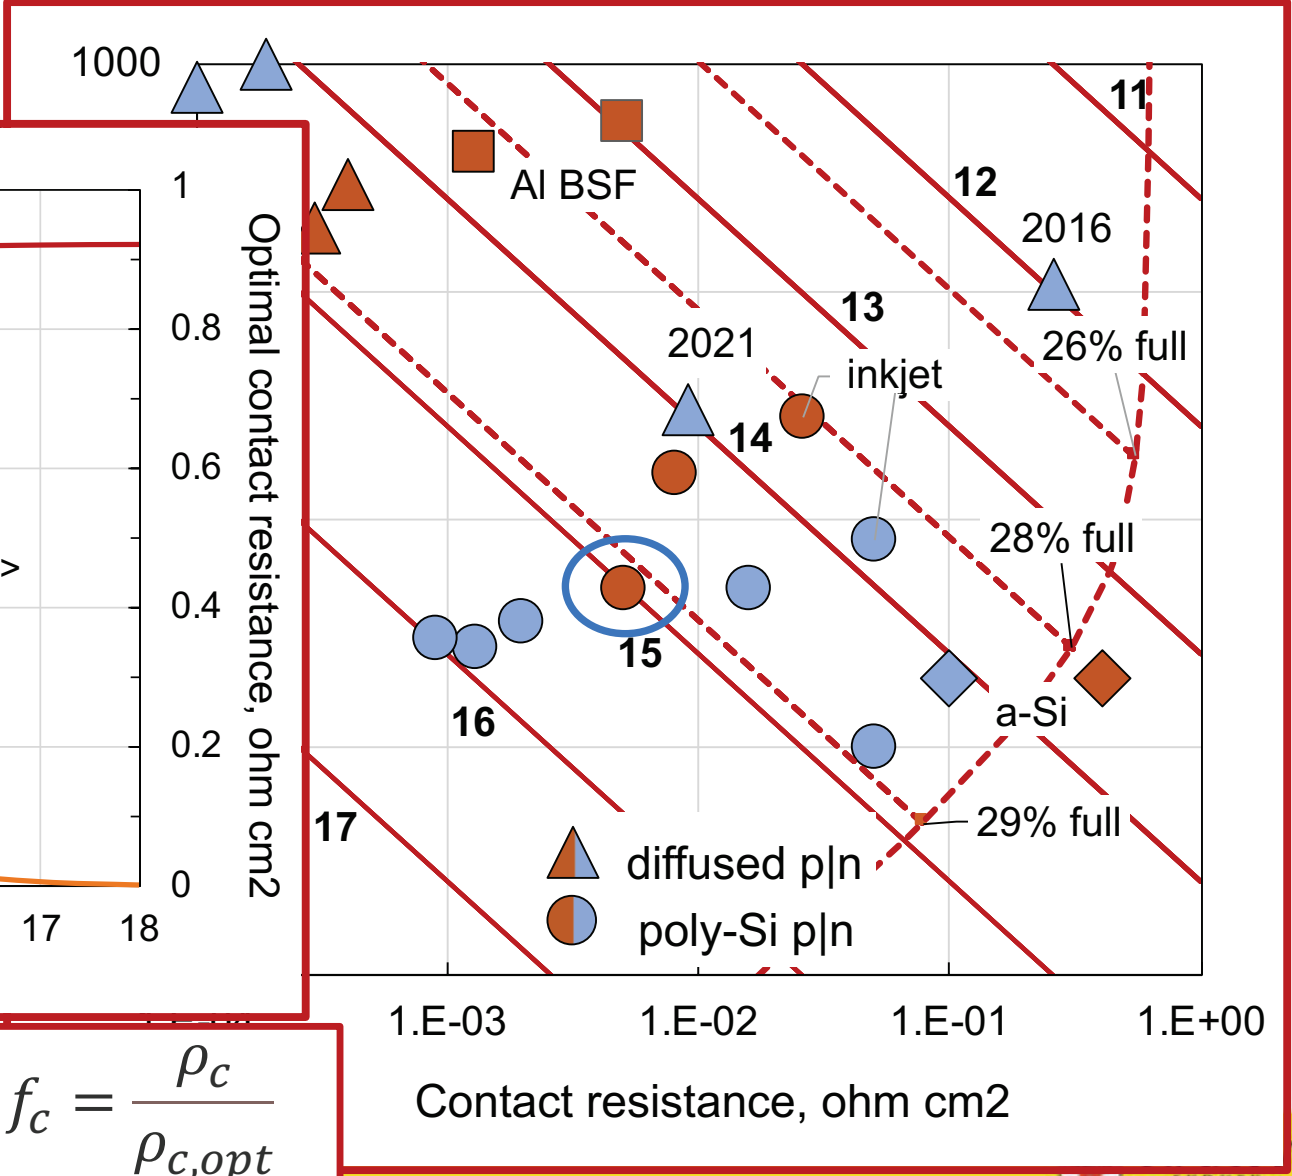 1000
11
1
Al BSF
12
2016
13
0.8
2021
26% full
inkjet
14
0.6
28% full
>
0.4
15
a-Si
16
0.2
17
29% full
diffused p|n
0
poly-Si p|n
17
18
Optimal contact resistance, ohm cm2
1.E-03
1.E-02
1.E-01
1.E+00
Contact resistance, ohm cm2
f_c = ρ_c / ρ_c,opt